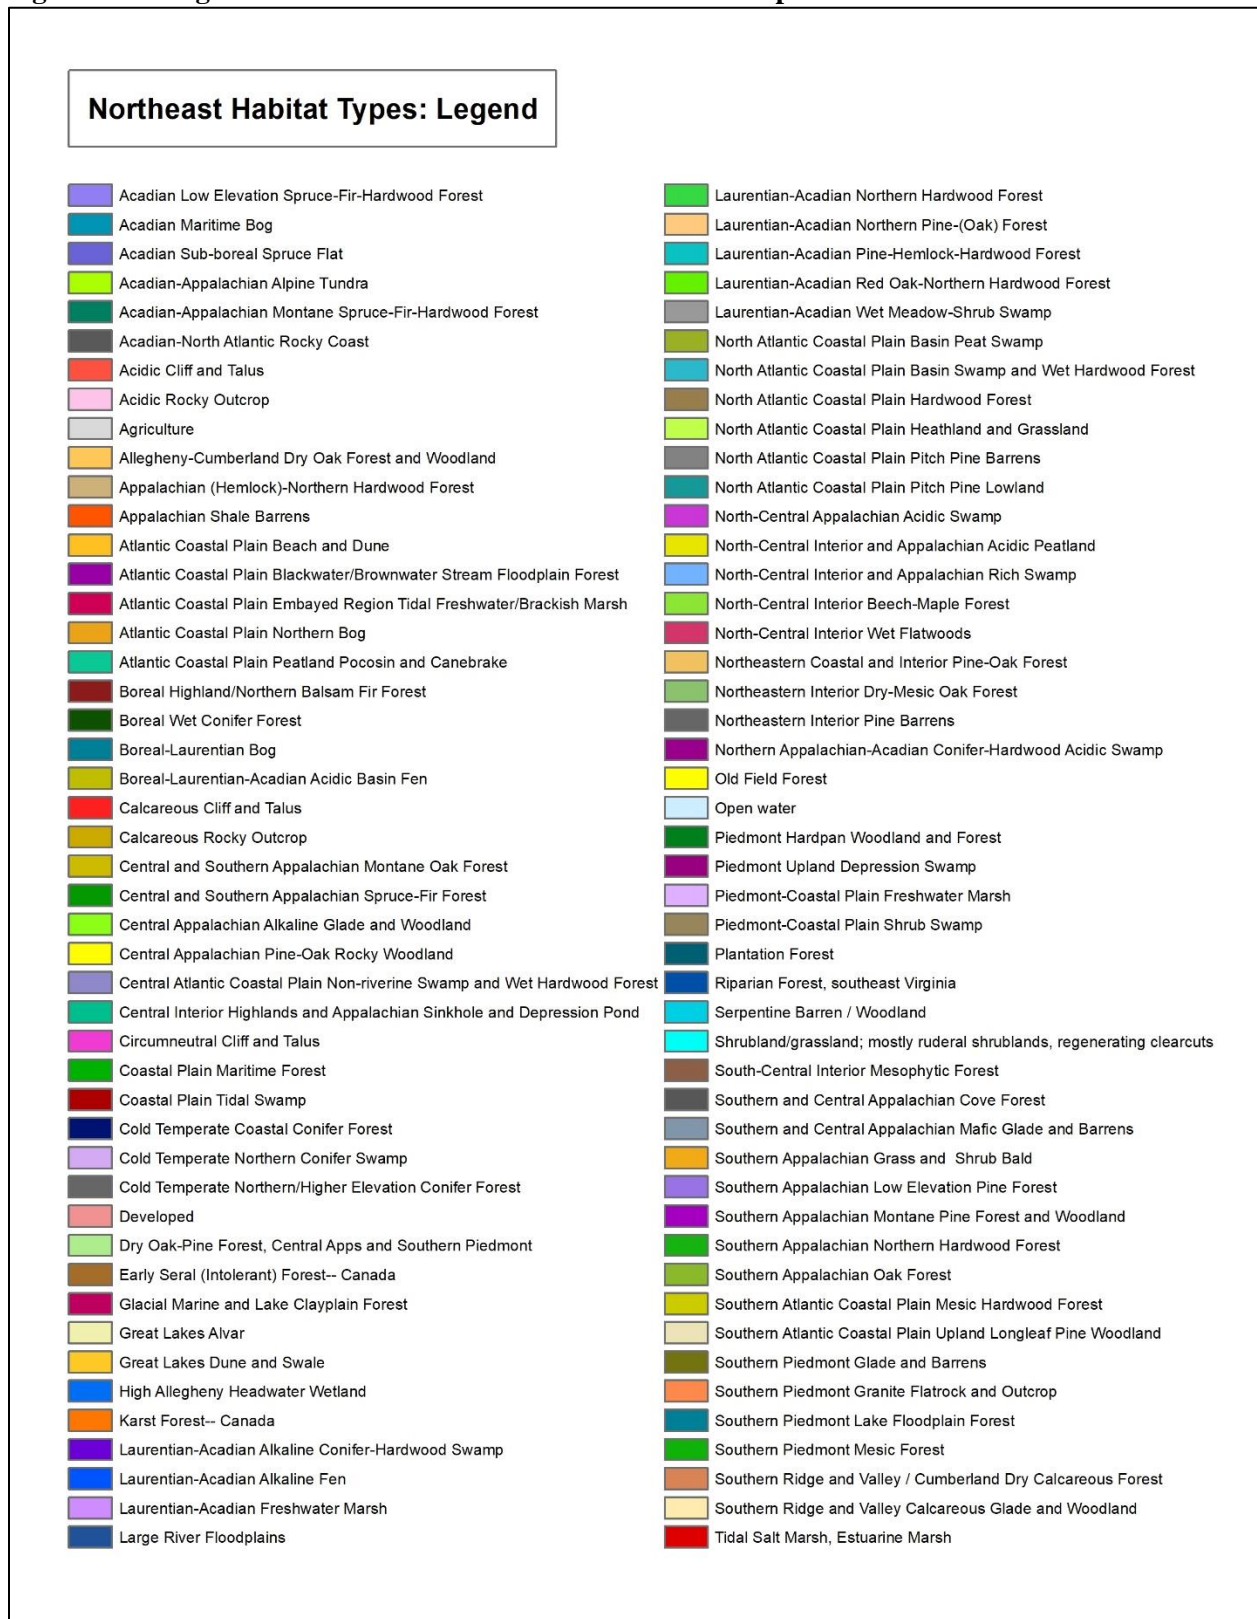 Northeast Habitat Types: Legend
Acadian Low Elevation Spruce-Fir-Hardwood Forest
Acadian Maritime Bog
Acadian Sub-boreal Spruce Flat
Acadian-Appalachian Alpine Tundra
Acadian-Appalachian Montane Spruce-Fir-Hardwood Forest
Acadian-North Atlantic Rocky Coast
Acidic Cliff and Talus
Acidic Rocky Outcrop
Agriculture
Allegheny-Cumberland Dry Oak Forest and Woodland
Appalachian (Hemlock)-Northern Hardwood Forest
Appalachian Shale Barrens
Atlantic Coastal Plain Beach and Dune
Atlantic Coastal Plain Blackwater/Brownwater Stream Floodplain Forest
Atlantic Coastal Plain Embayed Region Tidal Freshwater/Brackish Marsh
Atlantic Coastal Plain Northern Bog
Atlantic Coastal Plain Peatland Pocosin and Canebrake
Boreal Highland/Northern Balsam Fir Forest
Boreal Wet Conifer Forest
Boreal-Laurentian Bog
Boreal-Laurentian-Acadian Acidic Basin Fen
Calcareous Cliff and Talus
Calcareous Rocky Outcrop
Central and Southern Appalachian Montane Oak Forest
Central and Southern Appalachian Spruce-Fir Forest
Central Appalachian Alkaline Glade and Woodland
Central Appalachian Pine-Oak Rocky Woodland
Central Atlantic Coastal Plain Non-riverine Swamp and Wet Hardwood Forest
Central Interior Highlands and Appalachian Sinkhole and Depression Pond
Circumneutral Cliff and Talus
Coastal Plain Maritime Forest
Coastal Plain Tidal Swamp
Cold Temperate Coastal Conifer Forest
Cold Temperate Northern Conifer Swamp
Cold Temperate Northern/Higher Elevation Conifer Forest
Developed
Dry Oak-Pine Forest, Central Apps and Southern Piedmont
Early Seral (Intolerant) Forest-- Canada
Glacial Marine and Lake Clayplain Forest
Great Lakes Alvar
Great Lakes Dune and Swale
High Allegheny Headwater Wetland
Karst Forest-- Canada
Laurentian-Acadian Alkaline Conifer-Hardwood Swamp
Laurentian-Acadian Alkaline Fen
Laurentian-Acadian Freshwater Marsh
Large River Floodplains
Laurentian-Acadian Northern Hardwood Forest
Laurentian-Acadian Northern Pine-(Oak) Forest
Laurentian-Acadian Pine-Hemlock-Hardwood Forest
Laurentian-Acadian Red Oak-Northern Hardwood Forest
Laurentian-Acadian Wet Meadow-Shrub Swamp
North Atlantic Coastal Plain Basin Peat Swamp
North Atlantic Coastal Plain Basin Swamp and Wet Hardwood Forest
North Atlantic Coastal Plain Hardwood Forest
North Atlantic Coastal Plain Heathland and Grassland
North Atlantic Coastal Plain Pitch Pine Barrens
North Atlantic Coastal Plain Pitch Pine Lowland
North-Central Appalachian Acidic Swamp
North-Central Interior and Appalachian Acidic Peatland
North-Central Interior and Appalachian Rich Swamp
North-Central Interior Beech-Maple Forest
North-Central Interior Wet Flatwoods
Northeastern Coastal and Interior Pine-Oak Forest
Northeastern Interior Dry-Mesic Oak Forest
Northeastern Interior Pine Barrens
Northern Appalachian-Acadian Conifer-Hardwood Acidic Swamp
Old Field Forest
Open water
Piedmont Hardpan Woodland and Forest
Piedmont Upland Depression Swamp
Piedmont-Coastal Plain Freshwater Marsh
Piedmont-Coastal Plain Shrub Swamp
Plantation Forest
Riparian Forest, southeast Virginia
Serpentine Barren / Woodland
Shrubland/grassland; mostly ruderal shrublands, regenerating clearcuts
South-Central Interior Mesophytic Forest
Southern and Central Appalachian Cove Forest
Southern and Central Appalachian Mafic Glade and Barrens
Southern Appalachian Grass and Shrub Bald
Southern Appalachian Low Elevation Pine Forest
Southern Appalachian Montane Pine Forest and Woodland
Southern Appalachian Northern Hardwood Forest
Southern Appalachian Oak Forest
Southern Atlantic Coastal Plain Mesic Hardwood Forest
Southern Atlantic Coastal Plain Upland Longleaf Pine Woodland
Southern Piedmont Glade and Barrens
Southern Piedmont Granite Flatrock and Outcrop
Southern Piedmont Lake Floodplain Forest
Southern Piedmont Mesic Forest
Southern Ridge and Valley / Cumberland Dry Calcareous Forest
Southern Ridge and Valley Calcareous Glade and Woodland
Tidal Salt Marsh, Estuarine Marsh